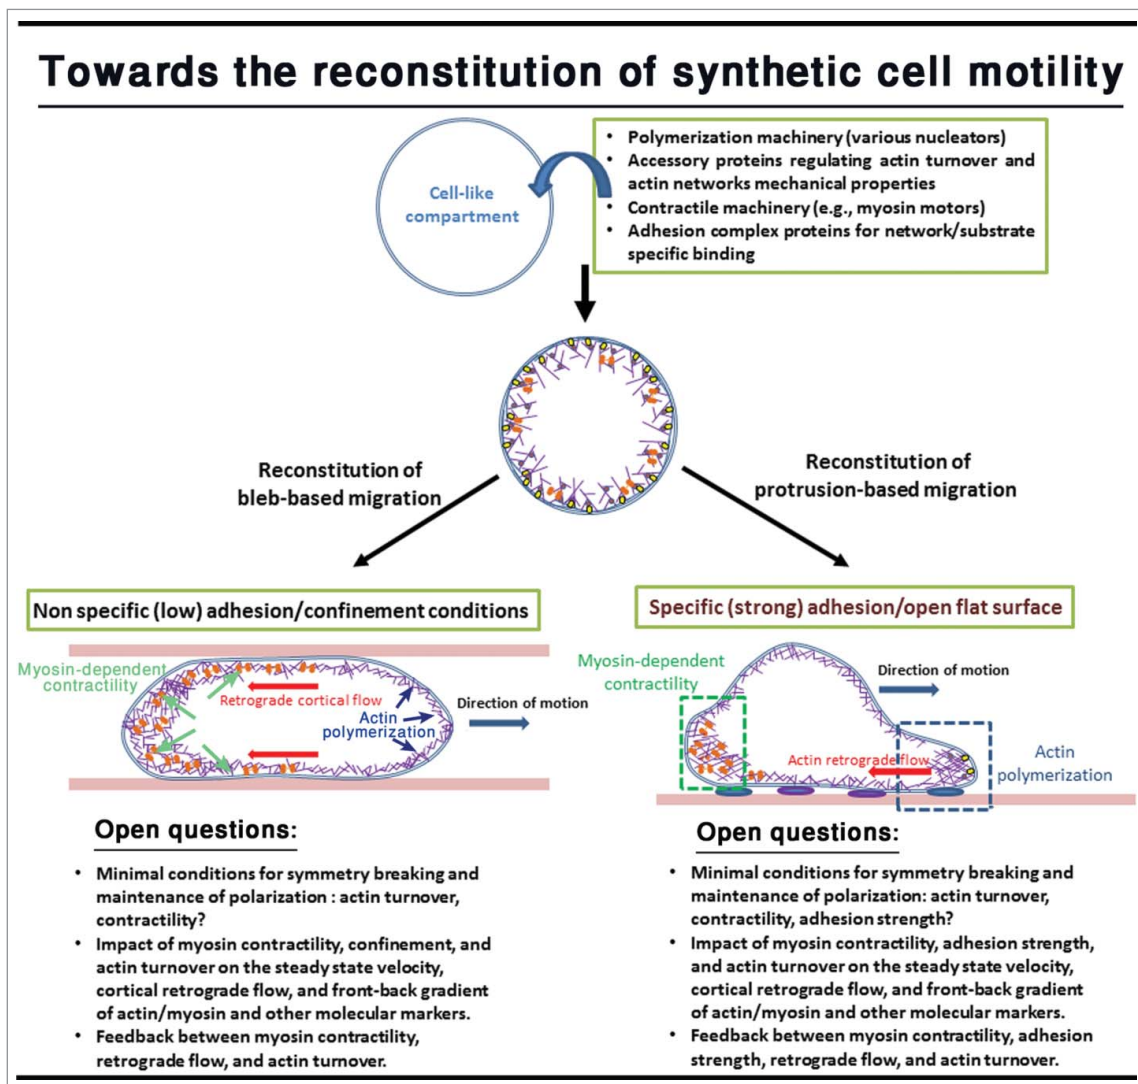 Towards the reconstitution of synthetic cell motility
Cell-like
compartment
• Polymerization machinery (various nucleators)
• Accessory proteins regulating actin turnover and
actin networks mechanical properties
• Contractile machinery (e.g., myosin motors)
• Adhesion complex proteins for network/substrate
specific binding
Reconstitution of
bleb-based migration
Reconstitution of
protrusion-based migration
Non specific (low) adhesion/confinement conditions
Myosin-dependent
contractility
Retrograde cortical flow
Actin
polymerization
Direction of motion
Open questions:
• Minimal conditions for symmetry breaking and
maintenance of polarization : actin turnover,
contractility?
• Impact of myosin contractility, confinement, and
actin turnover on the steady state velocity,
cortical retrograde flow, and front-back gradient
of actin/myosin and other molecular markers.
• Feedback between myosin contractility,
retrograde flow, and actin turnover.
Specific (strong) adhesion/open flat surface
Myosin-dependent
contractility
Direction of motion
Actin retrograde flow
Actin
polymerization
Open questions:
• Minimal conditions for symmetry breaking and
maintenance of polarization: actin turnover,
contractility, adhesion strength?
• Impact of myosin contractility, adhesion strength,
and actin turnover on the steady state velocity,
cortical retrograde flow, and front-back gradient
of actin/myosin and other molecular markers.
• Feedback between myosin contractility, adhesion
strength, retrograde flow, and actin turnover.